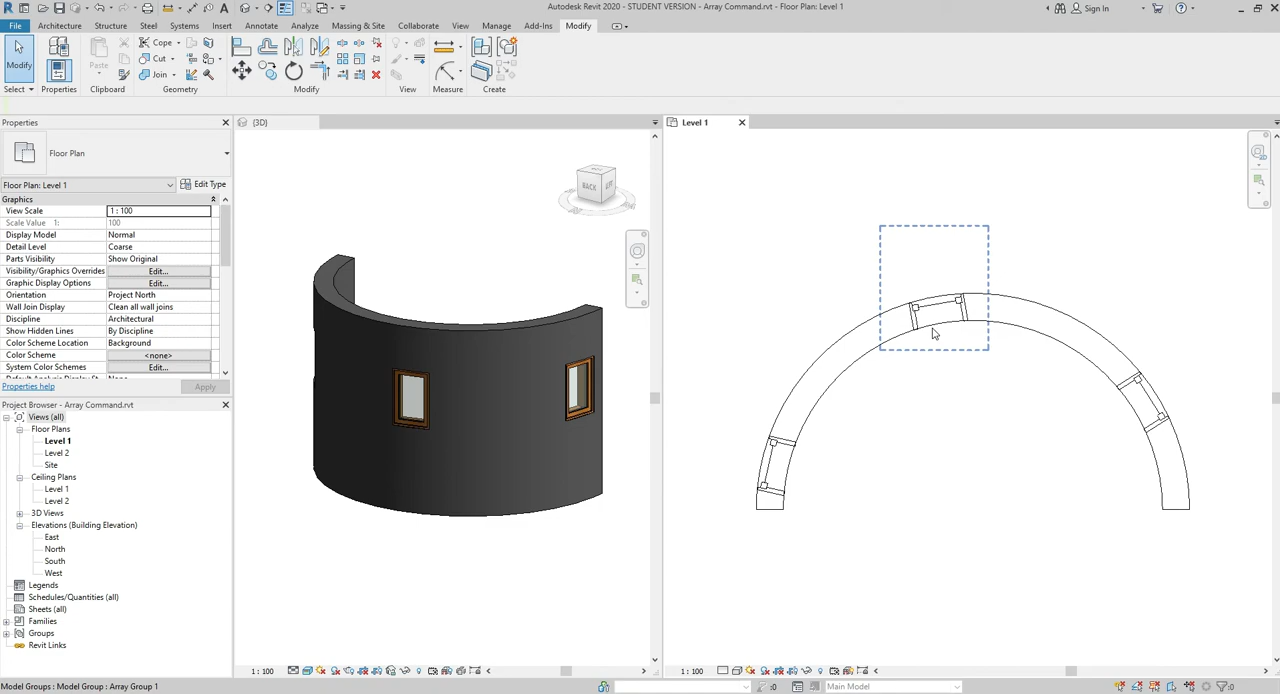 Autodesk Revit 2020 - STUDENT VERSION - Array Command.rvt - Floor Plan: Level 1
Sign In
File Architecture Structure Steel Systems Insert Annotate Analyze Massing & Site Collaborate View Manage Add-Ins Modify
Modify
Paste
Cope
Cut
Join
Select Properties Clipboard Geometry Modify View Measure Create
Properties
Floor Plan
Floor Plan: Level 1
Edit Type
Graphics
View Scale 1 : 100
Scale Value 1: 100
Display Model Normal
Detail Level Coarse
Parts Visibility Show Original
Visibility/Graphics Overrides Edit...
Graphic Display Options Edit...
Orientation Project North
Wall Join Display Clean all wall joins
Discipline Architectural
Show Hidden Lines By Discipline
Color Scheme Location Background
Color Scheme <none>
System Color Schemes Edit...
Properties help
Apply
Project Browser - Array Command.rvt
Views (all)
Floor Plans
Level 1
Level 2
Site
Ceiling Plans
Level 1
Level 2
3D Views
Elevations (Building Elevation)
East
North
South
West
Legends
Schedules/Quantities (all)
Sheets (all)
Families
Groups
Revit Links
{3D}
BACK
1 : 100
Level 1
1 : 100
Model Groups : Model Group : Array Group 1
:0
Main Model
:0